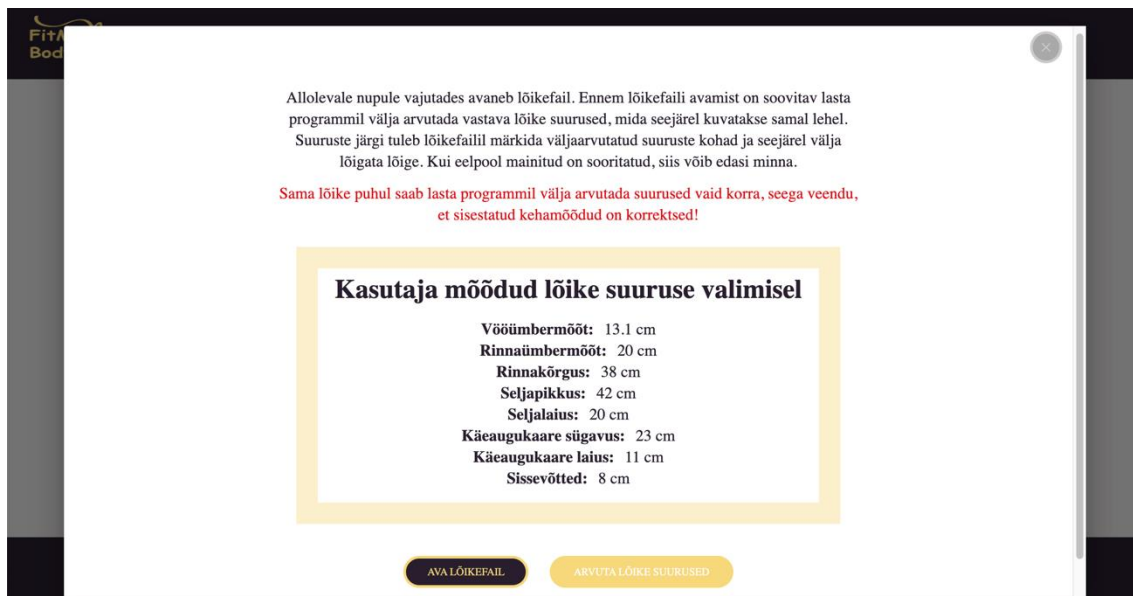 Allolevale nupule vajutades avaneb lõikefail. Ennem lõikefaili avamist on soovitav lasta
programmil välja arvutada vastava lõike suurused, mida seejärel kuvatakse samal lehel.
Suuruste järgi tuleb lõikefailil märkida väljaarvutatud suuruste kohad ja seejärel välja
lõigata lõige. Kui eelpool mainitud on sooritatud, siis võib edasi minna.
Sama lõike puhul saab lasta programmil välja arvutada suurused vaid korra, seega veendu,
et sisestatud kehamõõdud on korrektsed!
Kasutaja mõõdud lõike suuruse valimisel
Vööümbermõõt: 13.1 cm
Rinnaümbermõõt: 20 cm
Rinnakõrgus: 38 cm
Seljapikkus: 42 cm
Seljalaius: 20 cm
Käeaugukaare sügavus: 23 cm
Käeaugukaare laius: 11 cm
Sissevõtted: 8 cm
AVA LÕIKEFAIL
ARVUTA LÕIKE SUURUSED